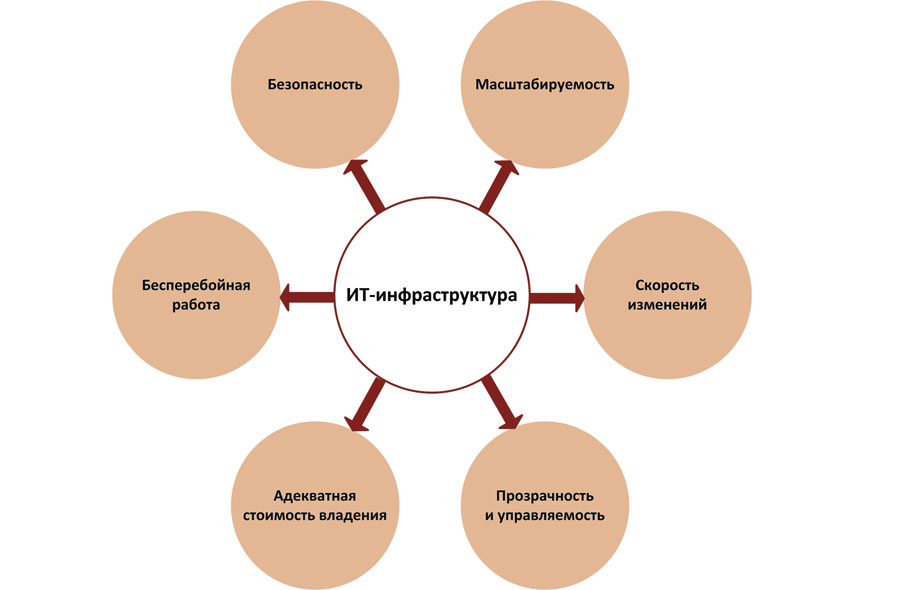 Безопасность
Масштабируемость
Бесперебойная
работа
ИТ-инфраструктура
Скорость
изменений
Адекватная
стоимость владения
Прозрачность
и управляемость